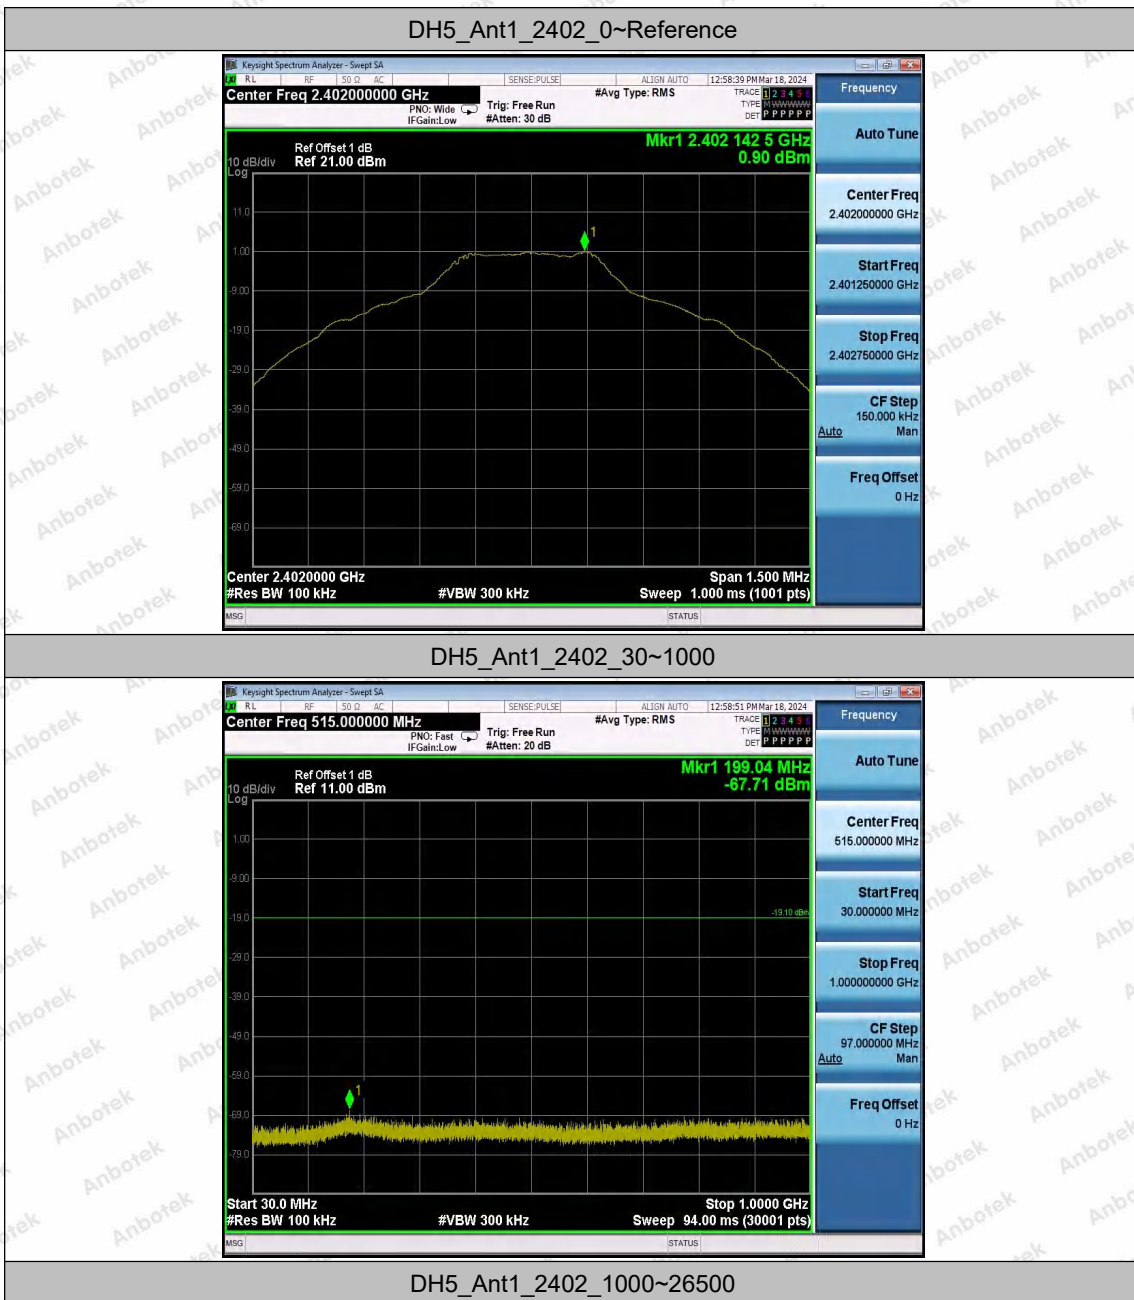 DH5_Ant1_2402_0~Reference
Keysight Spectrum Analyzer - Swept SA
LXI RL RF 50 Ω AC SENSE:PULSE ALIGN AUTO 12:58:39 PM Mar 18, 2024
Center Freq 2.402000000 GHz
PNO: Wide
IFGain:Low
Trig: Free Run
#Atten: 30 dB
#Avg Type: RMS
TRACE 1 2 3 4 5 6
TYPE M W W W W W
DET P P P P P P
Ref Offset 1 dB
10 dB/div Ref 21.00 dBm
Log
Mkr1 2.402 142 5 GHz
0.90 dBm
1
11.0
1.00
-9.00
-19.0
-29.0
-39.0
-49.0
-59.0
-69.0
Center 2.4020000 GHz Span 1.500 MHz
#Res BW 100 kHz #VBW 300 kHz Sweep 1.000 ms (1001 pts)
MSG STATUS
Frequency
Auto Tune
Center Freq
2.402000000 GHz
Start Freq
2.401250000 GHz
Stop Freq
2.402750000 GHz
CF Step
150.000 kHz
Auto Man
Freq Offset
0 Hz
DH5_Ant1_2402_30~1000
Keysight Spectrum Analyzer - Swept SA
LXI RL RF 50 Ω AC SENSE:PULSE ALIGN AUTO 12:58:51 PM Mar 18, 2024
Center Freq 515.000000 MHz
PNO: Fast
IFGain:Low
Trig: Free Run
#Atten: 20 dB
#Avg Type: RMS
TRACE 1 2 3 4 5 6
TYPE M W W W W W
DET P P P P P P
Ref Offset 1 dB
10 dB/div Ref 11.00 dBm
Log
Mkr1 199.04 MHz
-67.71 dBm
1.00
-9.00
-19.0
-19.10 dBm
-29.0
-39.0
-49.0
-59.0
1
-69.0
-79.0
Start 30.0 MHz Stop 1.0000 GHz
#Res BW 100 kHz #VBW 300 kHz Sweep 94.00 ms (30001 pts)
MSG STATUS
Frequency
Auto Tune
Center Freq
515.000000 MHz
Start Freq
30.000000 MHz
Stop Freq
1.000000000 GHz
CF Step
97.000000 MHz
Auto Man
Freq Offset
0 Hz
DH5_Ant1_2402_1000~26500
Anbotek